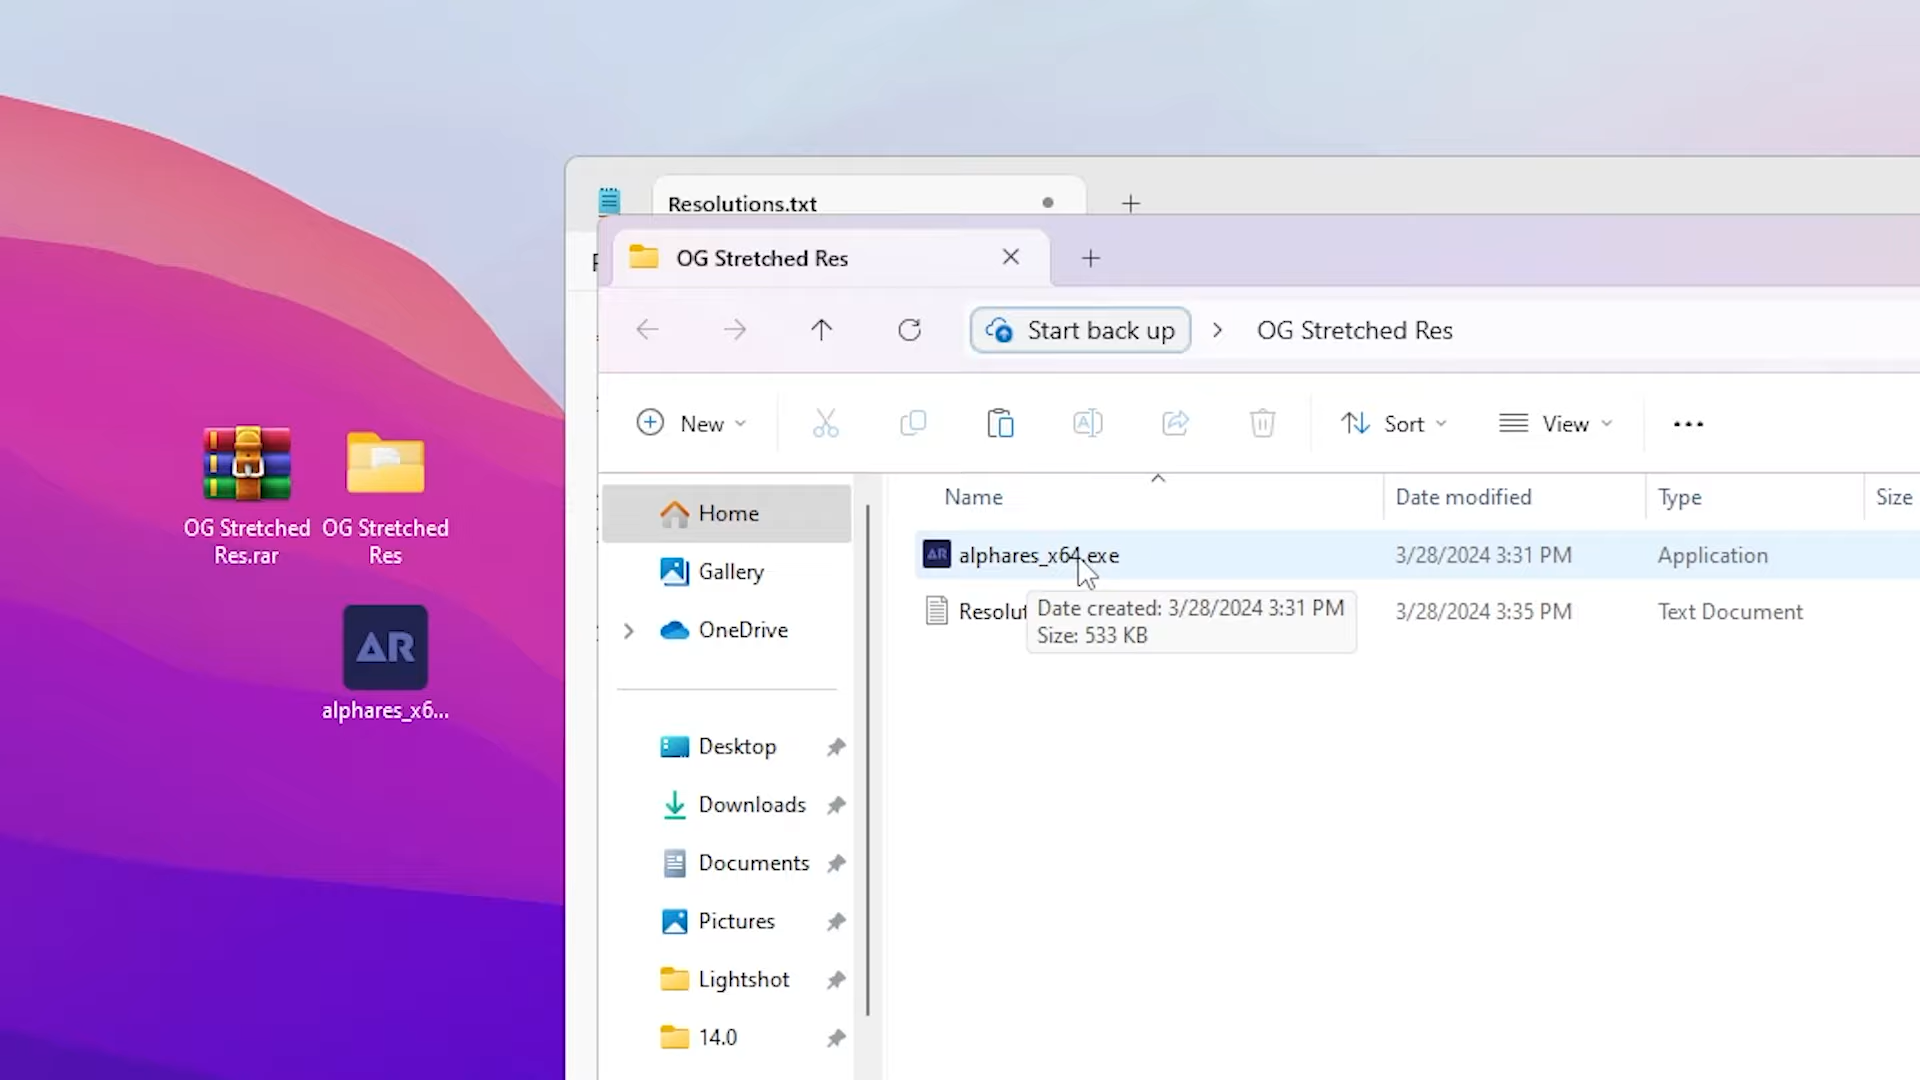 Resolutions.txt
OG Stretched Res
Start back up > OG Stretched Res
New
Sort
View
Name
Date modified
Type
Size
Home
alphares_x64.exe
3/28/2024 3:31 PM
Application
Gallery
Resolut
3/28/2024 3:35 PM
Text Document
Date created: 3/28/2024 3:31 PM
Size: 533 KB
OneDrive
Desktop
Downloads
Documents
Pictures
Lightshot
14.0
OG Stretched
Res.rar
OG Stretched
Res
AR
alphares_x6...